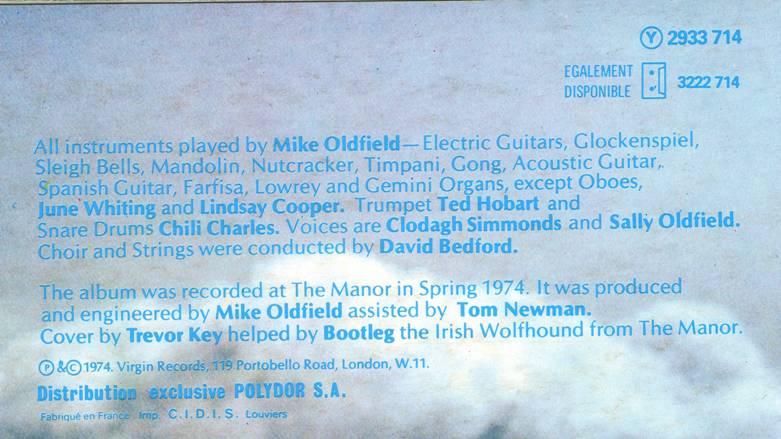 Ⓨ 2933 714
EGALEMENT
DISPONIBLE 3222 714
All instruments played by Mike Oldfield—Electric Guitars, Glockenspiel,
Sleigh Bells, Mandolin, Nutcracker, Timpani, Gong, Acoustic Guitar,
Spanish Guitar, Farfisa, Lowrey and Gemini Organs, except Oboes,
June Whiting and Lindsay Cooper. Trumpet Ted Hobart and
Snare Drums Chili Charles. Voices are Clodagh Simmonds and Sally Oldfield.
Choir and Strings were conducted by David Bedford.
The album was recorded at The Manor in Spring 1974. It was produced
and engineered by Mike Oldfield assisted by Tom Newman.
Cover by Trevor Key helped by Bootleg the Irish Wolfhound from The Manor.
Ⓟ &© 1974. Virgin Records, 119 Portobello Road, London, W.11.
Distribution exclusive POLYDOR S.A.
Fabriqué en France Imp. C.I.D.I.S. Louviers